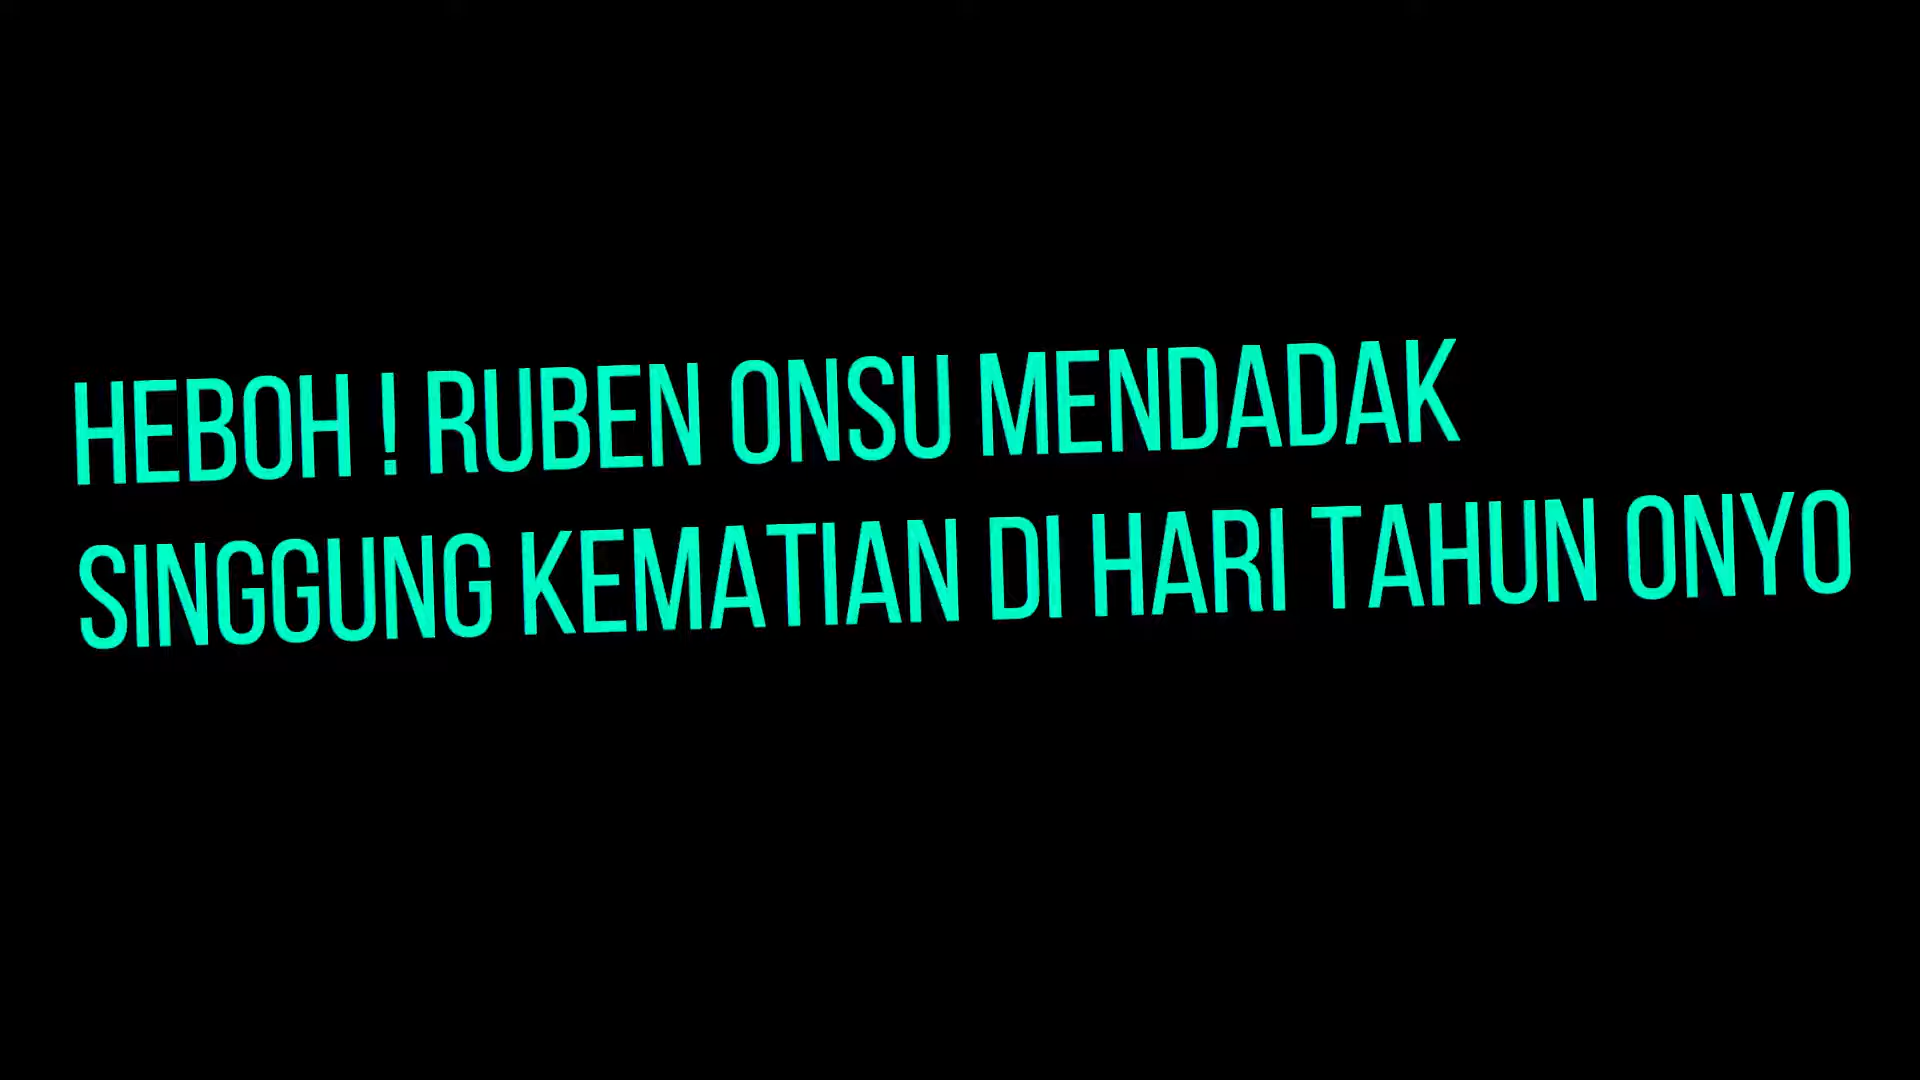 HEBOH ! RUBEN ONSU MENDADAK
SINGGUNG KEMATIAN DI HARI TAHUN ONYO